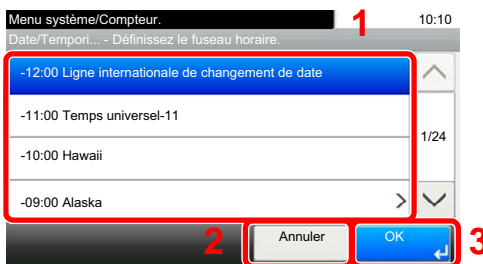 Menu système/Compteur.
1
10:10
Date/Tempori... - Définissez le fuseau horaire.
-12:00 Ligne internationale de changement de date
-11:00 Temps universel-11
1/24
-10:00 Hawaii
-09:00 Alaska
2
Annuler
OK
3